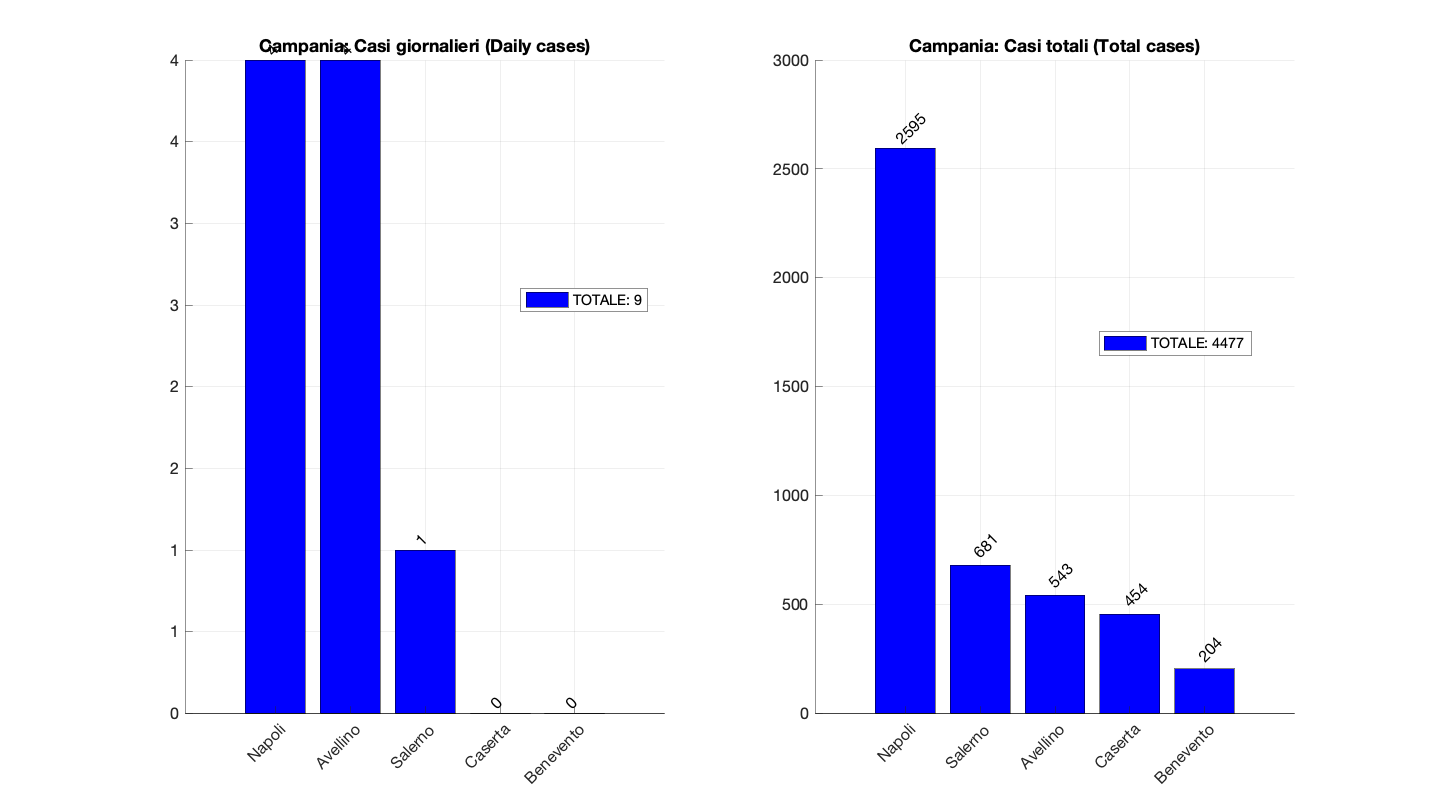 Campania: Casi giornalieri (Daily cases)
4
4
4
4
3
3
2
2
1
1
0
1
0
0
TOTALE: 9
Napoli
Avellino
Salerno
Caserta
Benevento
Campania: Casi totali (Total cases)
3000
2500
2000
1500
1000
500
0
2595
681
543
454
204
TOTALE: 4477
Napoli
Salerno
Avellino
Caserta
Benevento